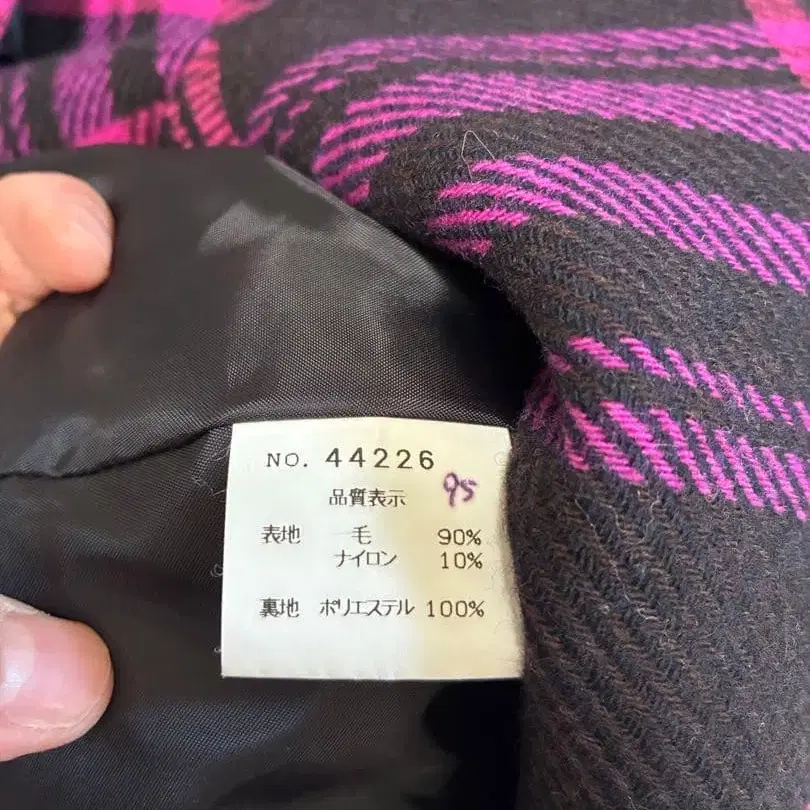 NO. 44226
品質表示 95
表地 毛 90%
ナイロン 10%
裏地 ポリエステル 100%